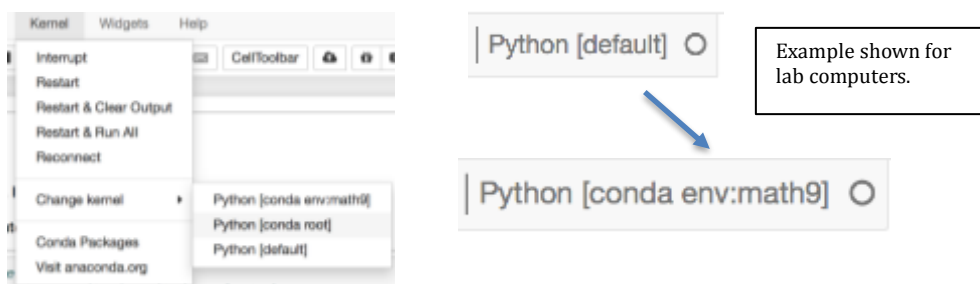 Kernel Widgets Help
Interrupt
CellToolbar
Restart
Restart & Clear Output
Restart & Run All
Reconnect
Change kernel
Python [conda env:math9]
Python [conda root]
Python [default]
Conda Packages
Visit anaconda.org
Python [default]
Example shown for
lab computers.
Python [conda env:math9]